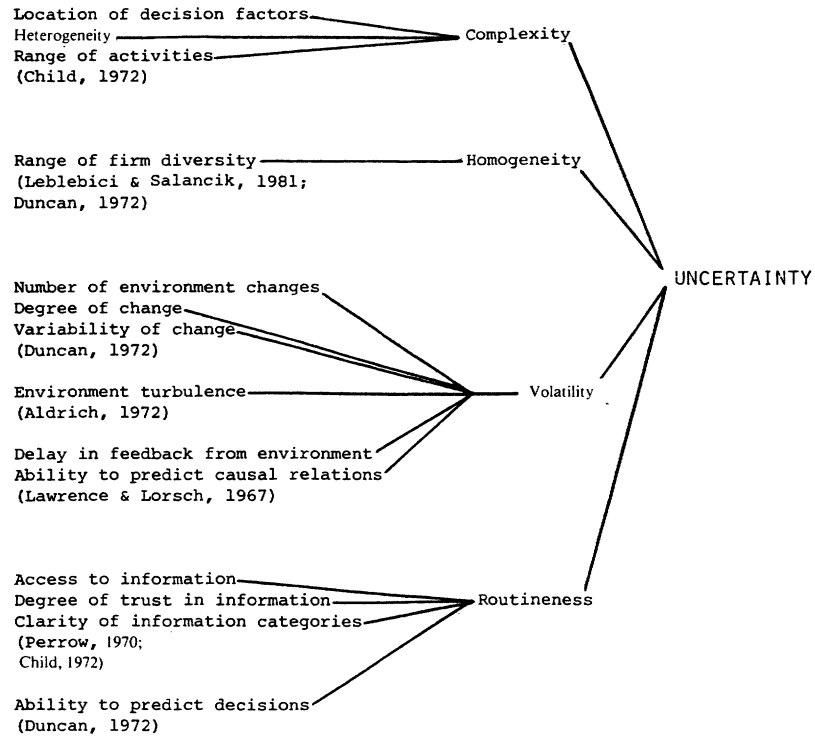 Location of decision factors
Heterogeneity
Complexity
Range of activities
(Child, 1972)
Range of firm diversity
Homogeneity
(Leblebici & Salancik, 1981;
Duncan, 1972)
UNCERTAINTY
Number of environment changes
Degree of change
Variability of change
(Duncan, 1972)
Environment turbulence
Volatility
(Aldrich, 1972)
Delay in feedback from environment
Ability to predict causal relations
(Lawrence & Lorsch, 1967)
Access to information
Degree of trust in information
Routineness
Clarity of information categories
(Perrow, 1970;
Child, 1972)
Ability to predict decisions
(Duncan, 1972)